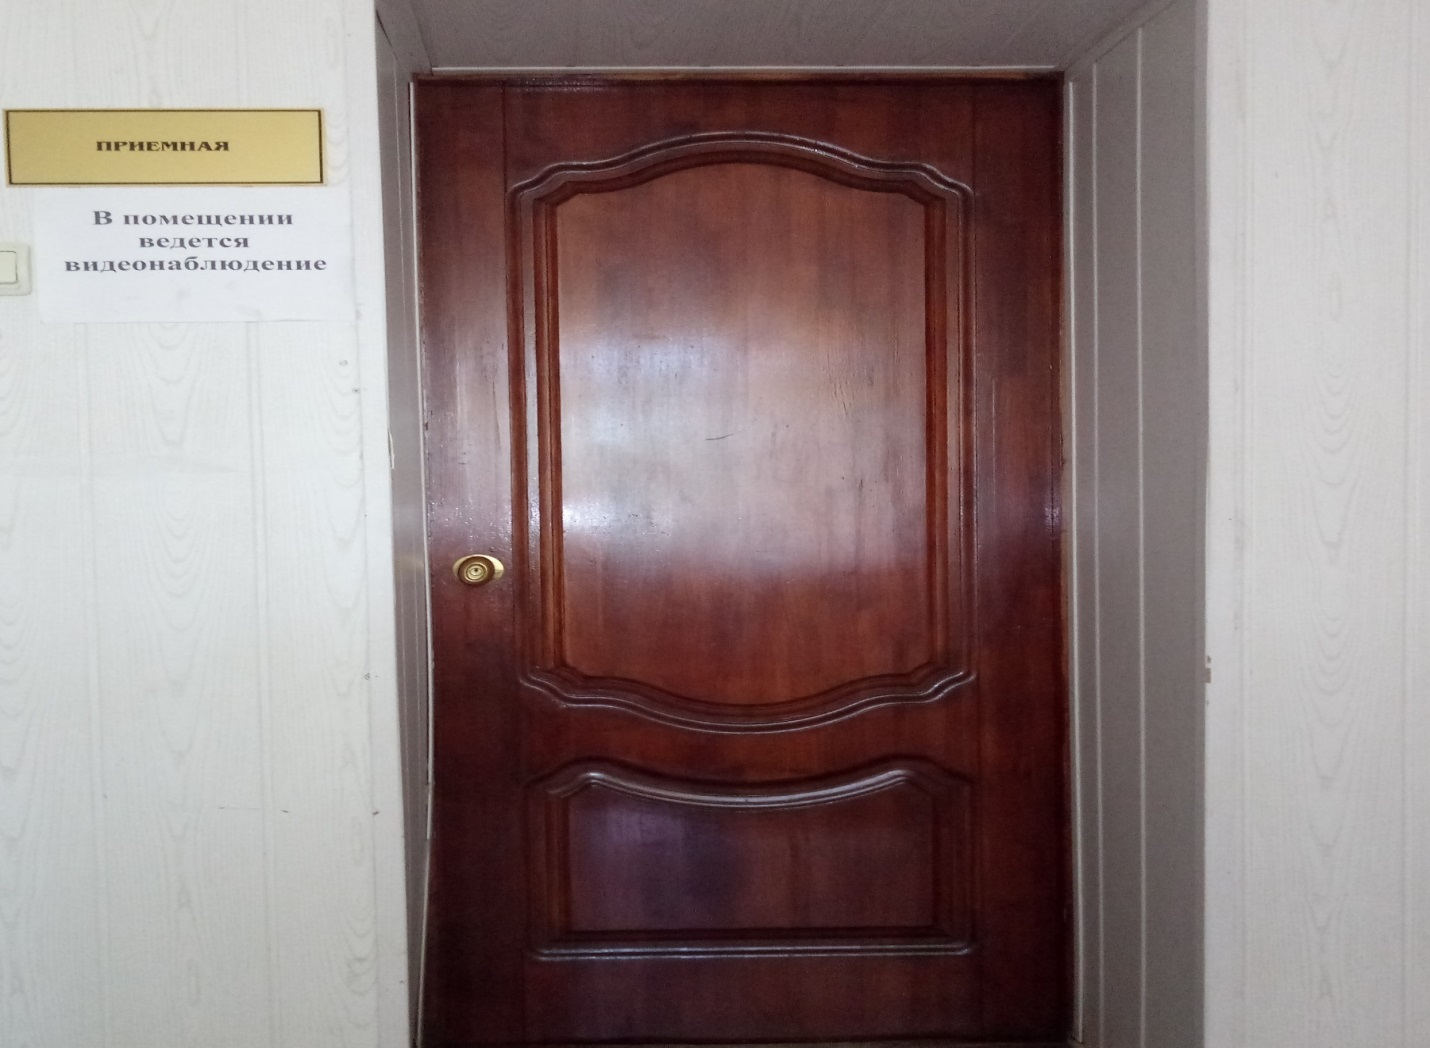 ПРИЕМНАЯ
В помещении
ведется
видеонаблюдение